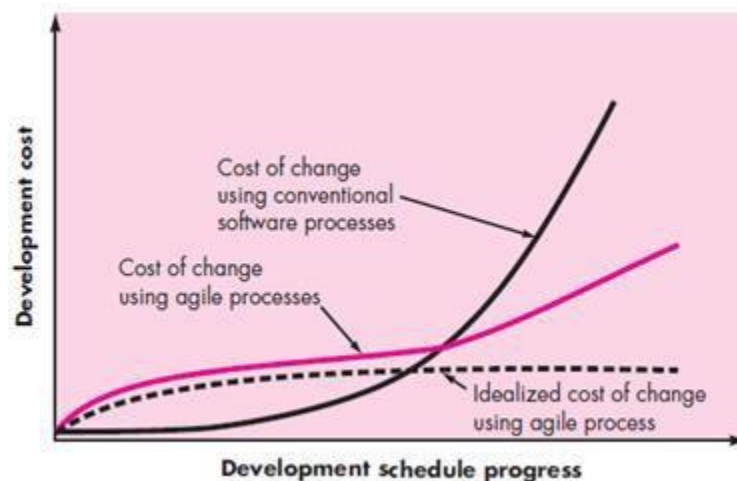 Development cost
Cost of change
using conventional
software processes
Cost of change
using agile processes
Idealized cost of change
using agile process
Development schedule progress